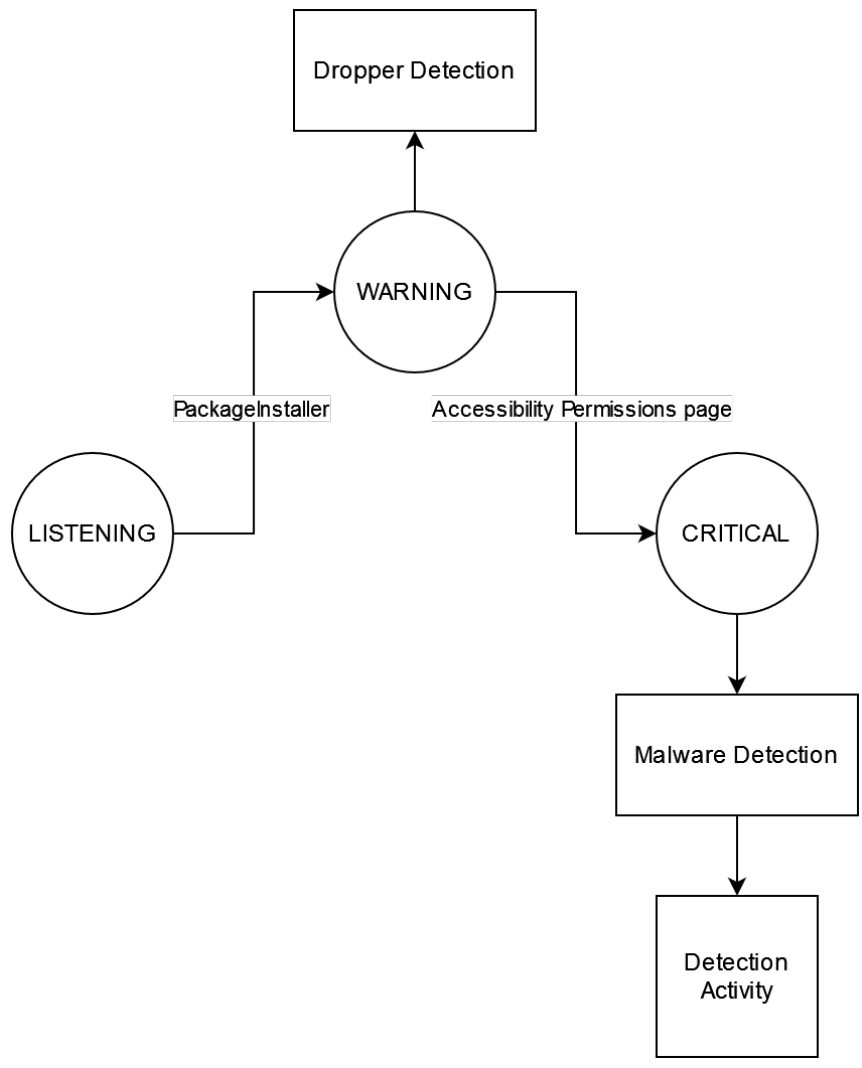 Dropper Detection
WARNING
PackageInstaller
Accessibility Permissions page
LISTENING
CRITICAL
Malware Detection
Detection
Activity